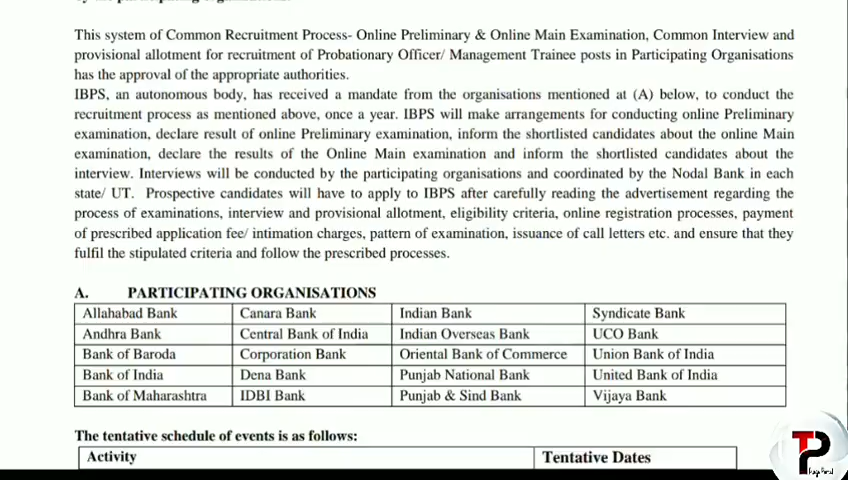 This system of Common Recruitment Process- Online Preliminary & Online Main Examination, Common Interview and
provisional allotment for recruitment of Probationary Officer/ Management Trainee posts in Participating Organisations
has the approval of the appropriate authorities.
IBPS, an autonomous body, has received a mandate from the organisations mentioned at (A) below, to conduct the
recruitment process as mentioned above, once a year. IBPS will make arrangements for conducting online Preliminary
examination, declare result of online Preliminary examination, inform the shortlisted candidates about the online Main
examination, declare the results of the Online Main examination and inform the shortlisted candidates about the
interview. Interviews will be conducted by the participating organisations and coordinated by the Nodal Bank in each
state/ UT. Prospective candidates will have to apply to IBPS after carefully reading the advertisement regarding the
process of examinations, interview and provisional allotment, eligibility criteria, online registration processes, payment
of prescribed application fee/ intimation charges, pattern of examination, issuance of call letters etc. and ensure that they
fulfil the stipulated criteria and follow the prescribed processes.
A. PARTICIPATING ORGANISATIONS
Allahabad Bank Canara Bank Indian Bank Syndicate Bank
Andhra Bank Central Bank of India Indian Overseas Bank UCO Bank
Bank of Baroda Corporation Bank Oriental Bank of Commerce Union Bank of India
Bank of India Dena Bank Punjab National Bank United Bank of India
Bank of Maharashtra IDBI Bank Punjab & Sind Bank Vijaya Bank
The tentative schedule of events is as follows:
Activity Tentative Dates
TP